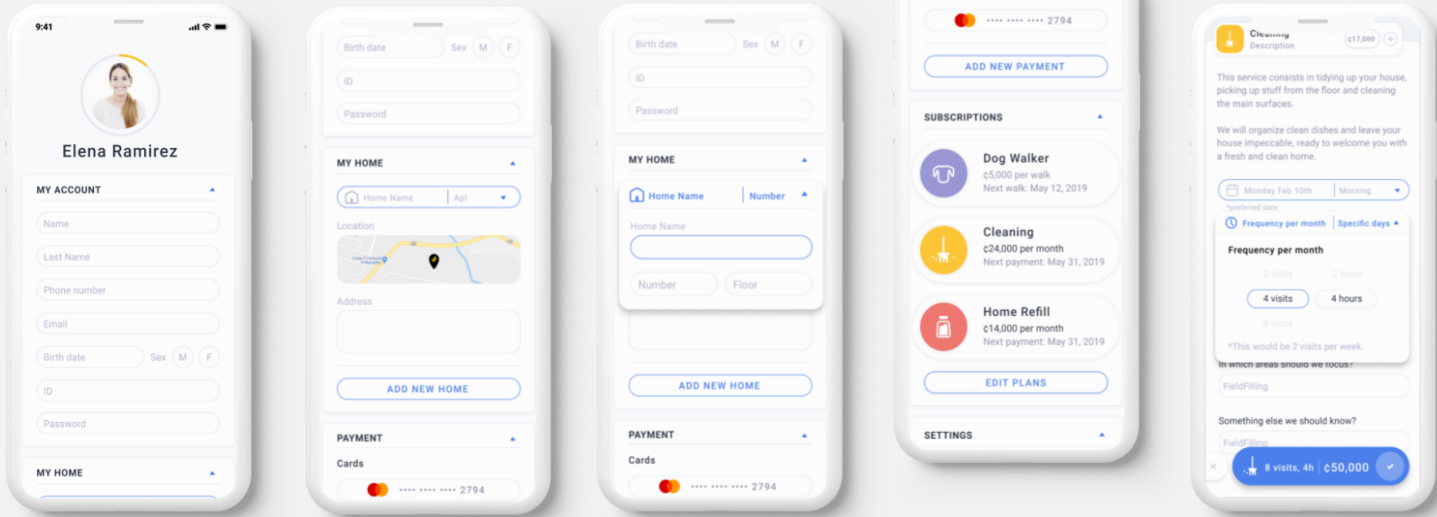 9:41
Elena Ramirez
MY ACCOUNT
Name
Last Name
Phone number
Email
Birth date Sex M F
ID
Password
MY HOME
Birth date Sex M F
ID
Password
MY HOME
Home Name Apt
Location
Address
ADD NEW HOME
PAYMENT
Cards
•••• •••• •••• 2794
Birth date Sex M F
ID
Password
MY HOME
Home Name Number
Home Name
Number Floor
ADD NEW HOME
PAYMENT
Cards
•••• •••• •••• 2794
•••• •••• •••• 2794
ADD NEW PAYMENT
SUBSCRIPTIONS
Dog Walker
₡5,000 per walk
Next walk: May 12, 2019
Cleaning
₡24,000 per month
Next payment: May 31, 2019
Home Refill
₡14,000 per month
Next payment: May 31, 2019
EDIT PLANS
SETTINGS
Cleaning
Description
₡17,000
This service consists in tidying up your house,
picking up stuff from the floor and cleaning
the main surfaces.
We will organize clean dishes and leave your
house impeccable, ready to welcome you with
a fresh and clean home.
Monday Feb 10th Morning
*preferred date
Frequency per month Specific days
Frequency per month
2 visits 2 hours
4 visits 4 hours
8 visits
*This would be 2 visits per week.
In which areas should we focus?
FieldFilling
Something else we should know?
FieldFilling
8 visits, 4h ₡50,000